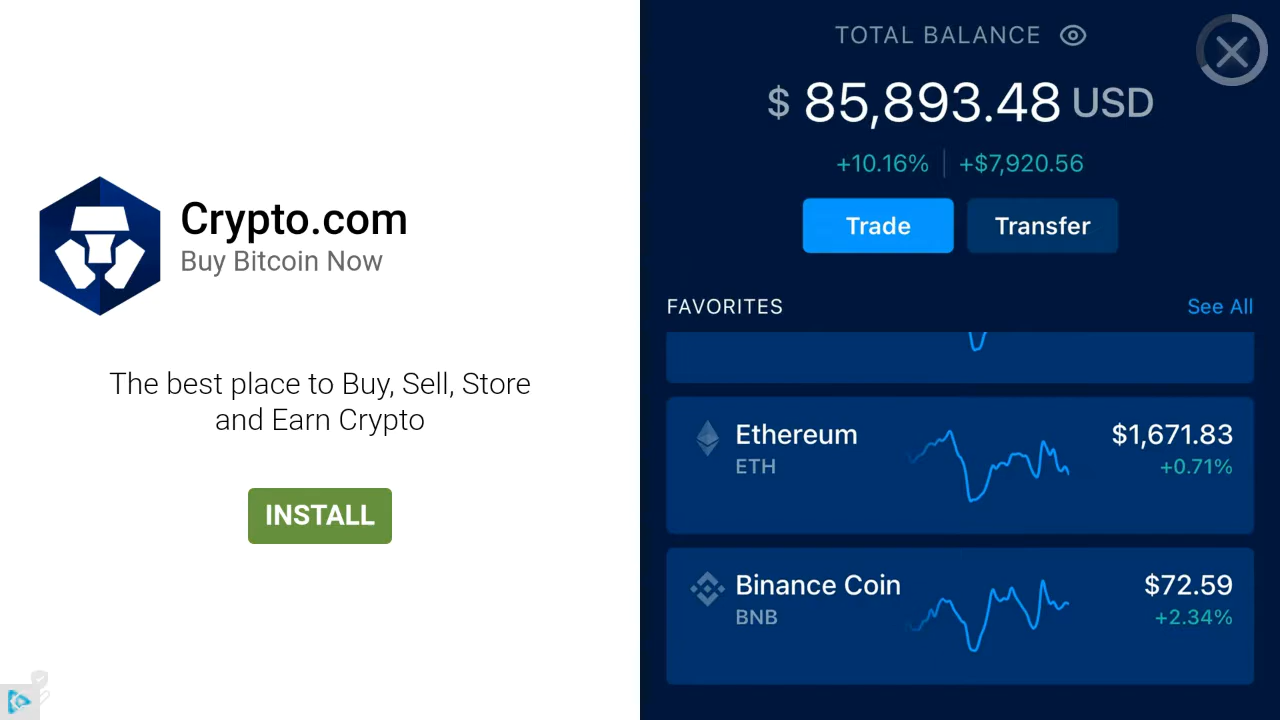 Crypto.com
Buy Bitcoin Now
The best place to Buy, Sell, Store
and Earn Crypto
INSTALL
TOTAL BALANCE
$ 85,893.48 USD
+10.16% +$7,920.56
Trade Transfer
FAVORITES See All
Ethereum $1,671.83
ETH +0.71%
Binance Coin $72.59
BNB +2.34%